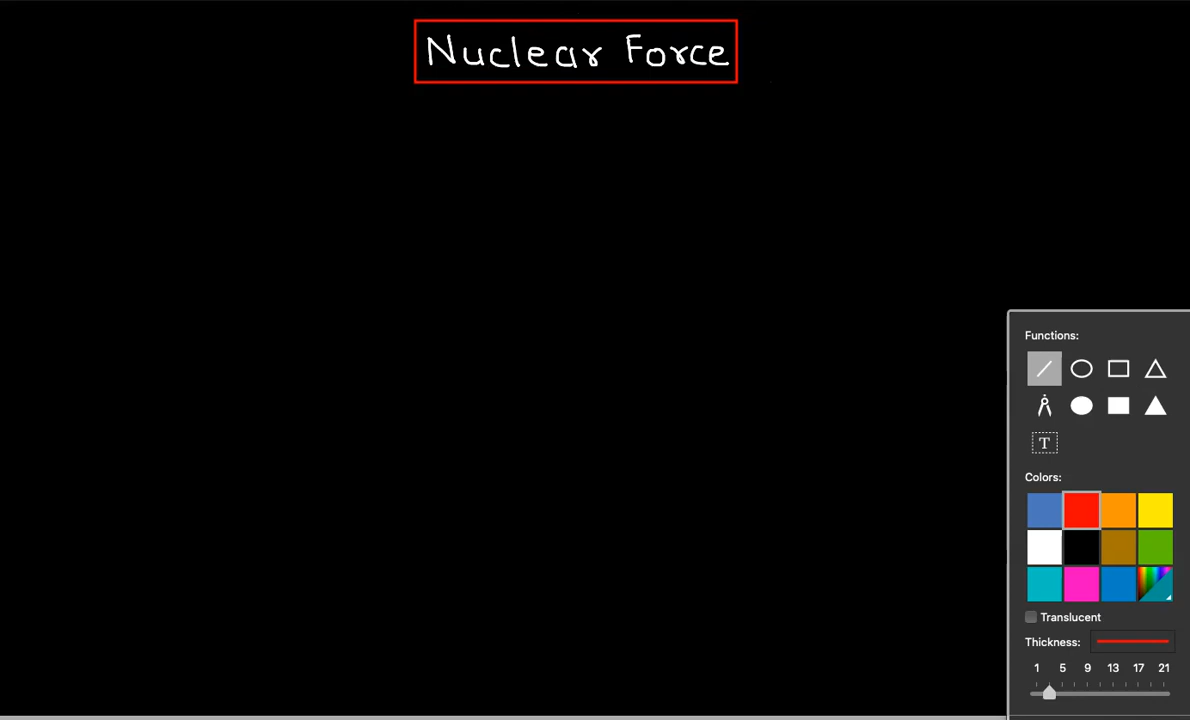 Nuclear Force
Functions:
T
Colors:
Translucent
Thickness:
1 5 9 13 17 21